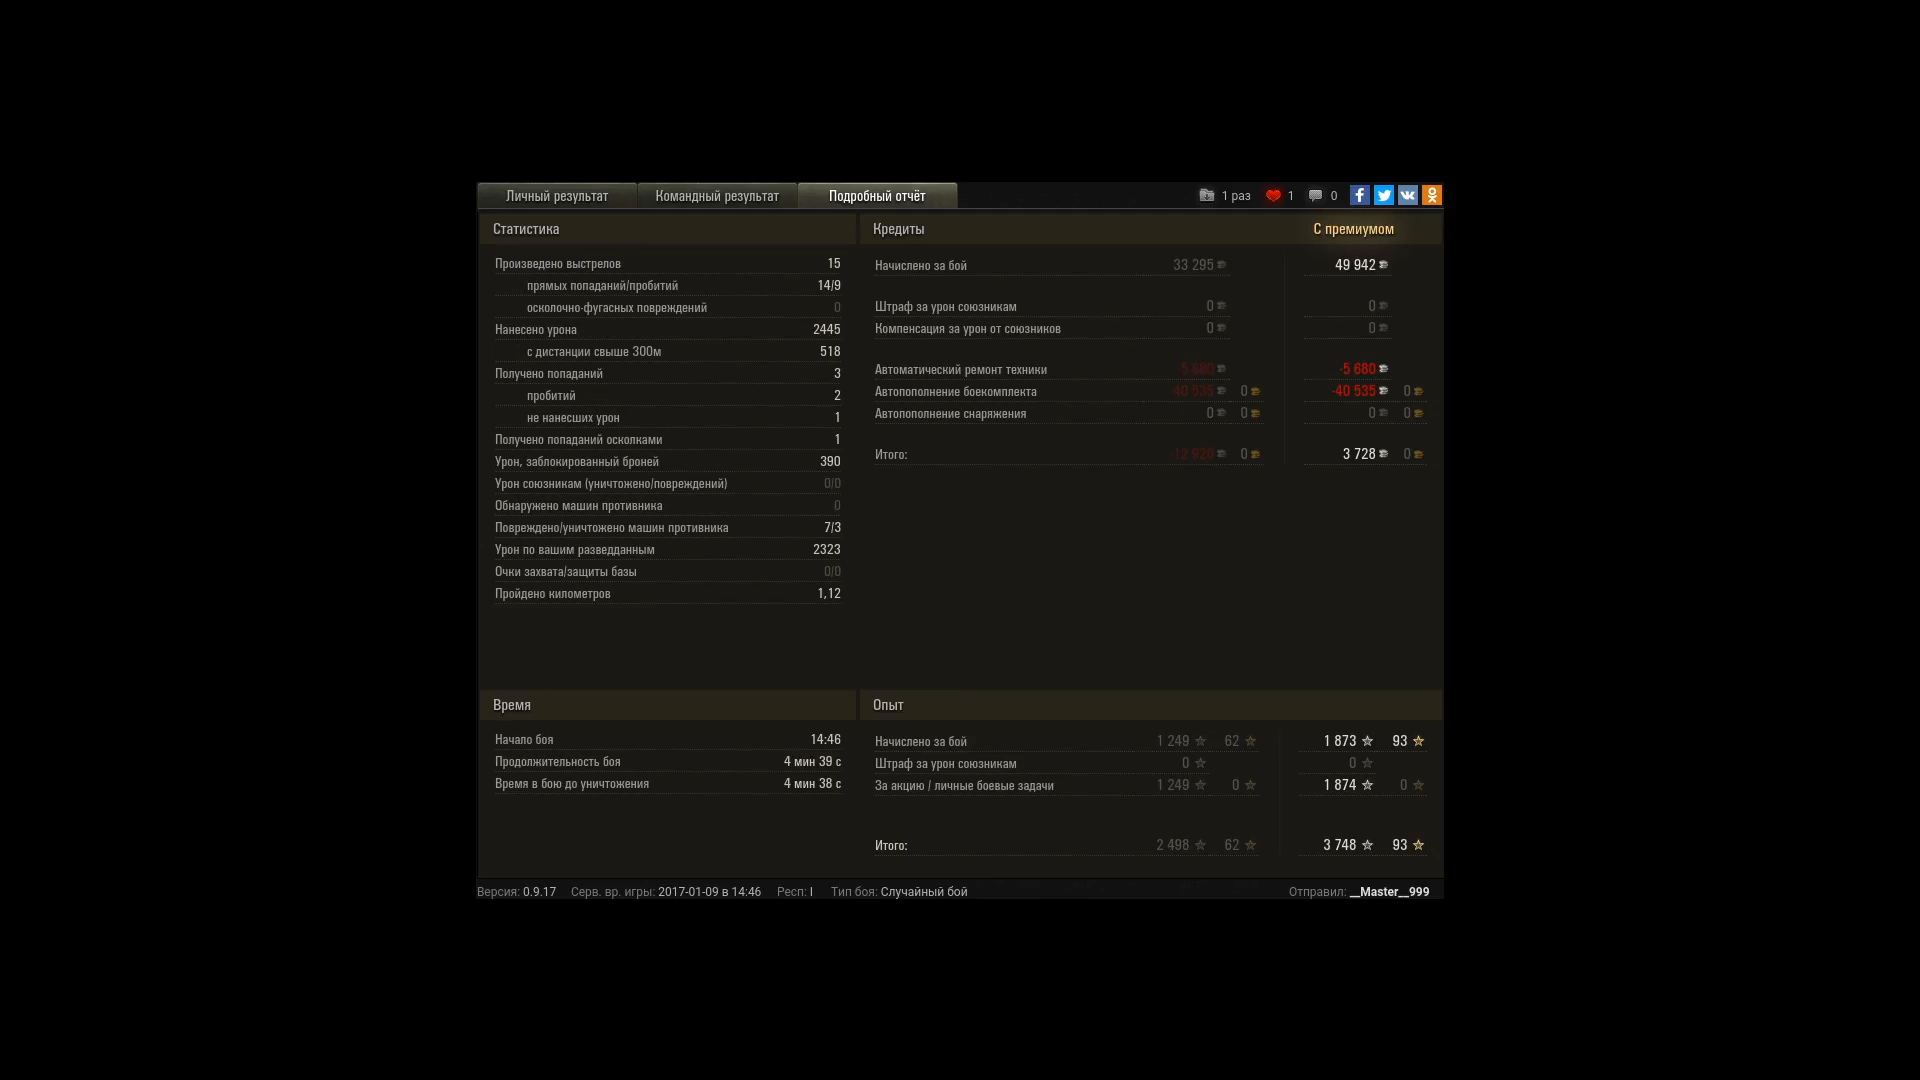 Личный результат Командный результат Подробный отчёт 1 раз 1 0
Статистика
Произведено выстрелов 15
прямых попаданий/пробитий 14/9
осколочно-фугасных повреждений 0
Нанесено урона 2445
с дистанции свыше 300м 518
Получено попаданий 3
пробитий 2
не нанесших урон 1
Получено попаданий осколками 1
Урон, заблокированный броней 390
Урон союзникам (уничтожено/повреждений) 0/0
Обнаружено машин противника 0
Повреждено/уничтожено машин противника 7/3
Урон по вашим разведданным 2323
Очки захвата/защиты базы 0/0
Пройдено километров 1,12
Кредиты С премиумом
Начислено за бой 33 295 49 942
Штраф за урон союзникам 0 0
Компенсация за урон от союзников 0 0
Автоматический ремонт техники -5 680 -5 680
Автопополнение боекомплекта -40 535 0 -40 535 0
Автопополнение снаряжения 0 0 0 0
Итого: -12 920 0 3 728 0
Время
Начало боя 14:46
Продолжительность боя 4 мин 39 с
Время в бою до уничтожения 4 мин 38 с
Опыт
Начислено за бой 1 249 62 1 873 93
Штраф за урон союзникам 0 0
За акцию / личные боевые задачи 1 249 0 1 874 0
Итого: 2 498 62 3 748 93
Версия: 0.9.17 Серв. вр. игры: 2017-01-09 в 14:46 Респ: I Тип боя: Случайный бой Отправил: __Master__999